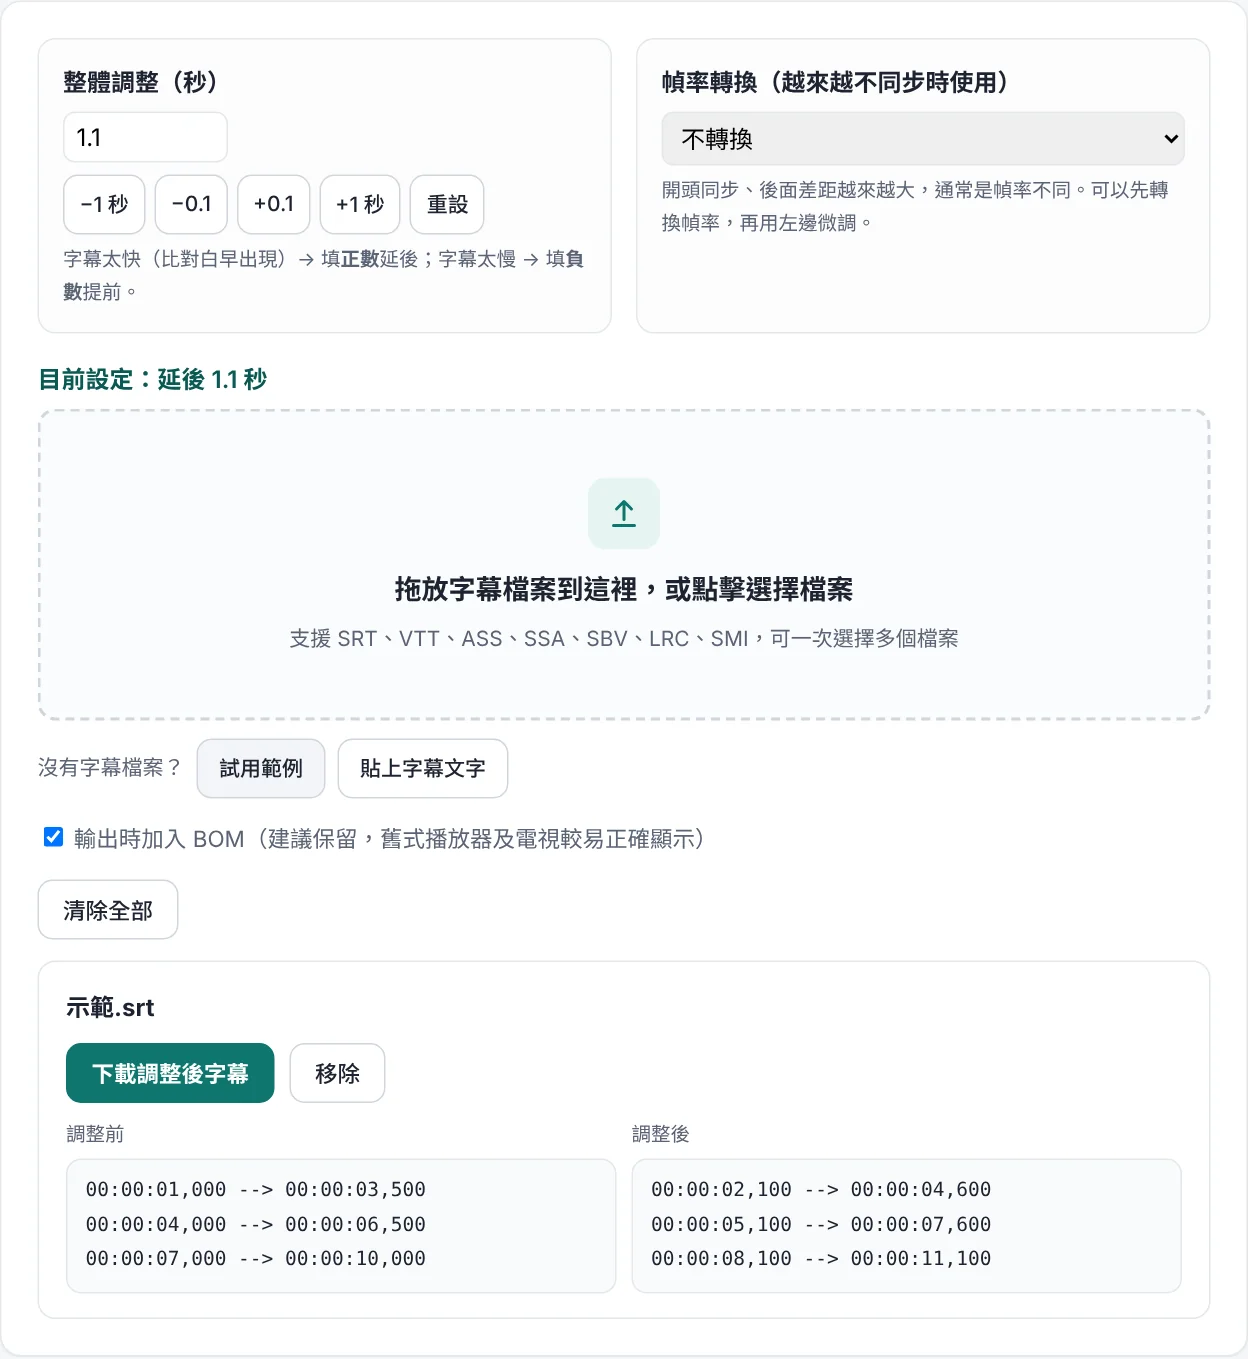 整體調整（秒）
1.1
−1 秒
−0.1
+0.1
+1 秒
重設
字幕太快（比對白早出現）→ 填正數延後；字幕太慢 → 填負
數提前。
幀率轉換（越來越不同步時使用）
不轉換
開頭同步、後面差距越來越大，通常是幀率不同。可以先轉
換幀率，再用左邊微調。
目前設定：延後 1.1 秒
拖放字幕檔案到這裡，或點擊選擇檔案
支援 SRT、VTT、ASS、SSA、SBV、LRC、SMI，可一次選擇多個檔案
沒有字幕檔案？
試用範例
貼上字幕文字
輸出時加入 BOM（建議保留，舊式播放器及電視較易正確顯示）
清除全部
示範.srt
下載調整後字幕
移除
調整前
00:00:01,000 --> 00:00:03,500
00:00:04,000 --> 00:00:06,500
00:00:07,000 --> 00:00:10,000
調整後
00:00:02,100 --> 00:00:04,600
00:00:05,100 --> 00:00:07,600
00:00:08,100 --> 00:00:11,100